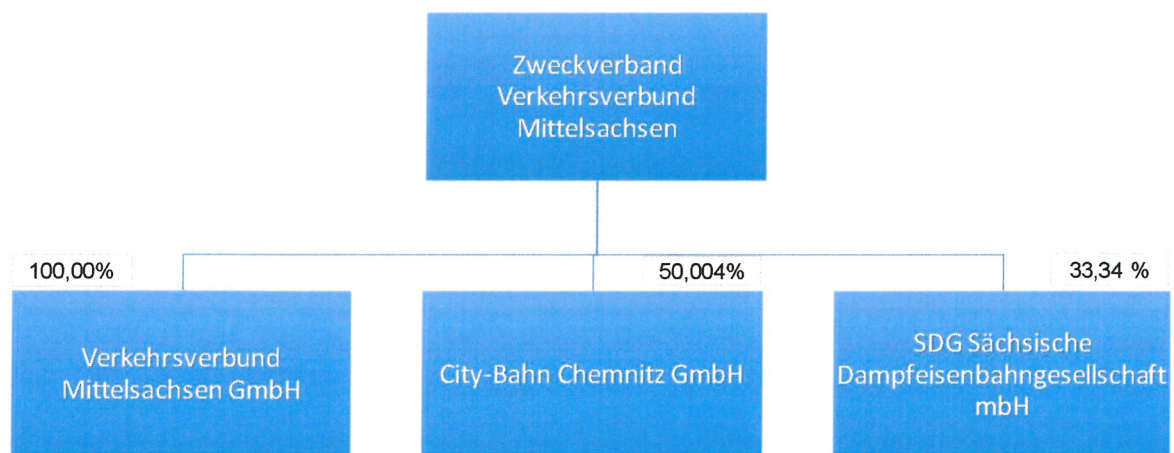 Zweckverband
Verkehrsverbund
Mittelsachsen
100,00%
50,004%
33,34 %
Verkehrsverbund
Mittelsachsen GmbH
City-Bahn Chemnitz GmbH
SDG Sächsische
Dampfeisenbahngesellschaft
mbH